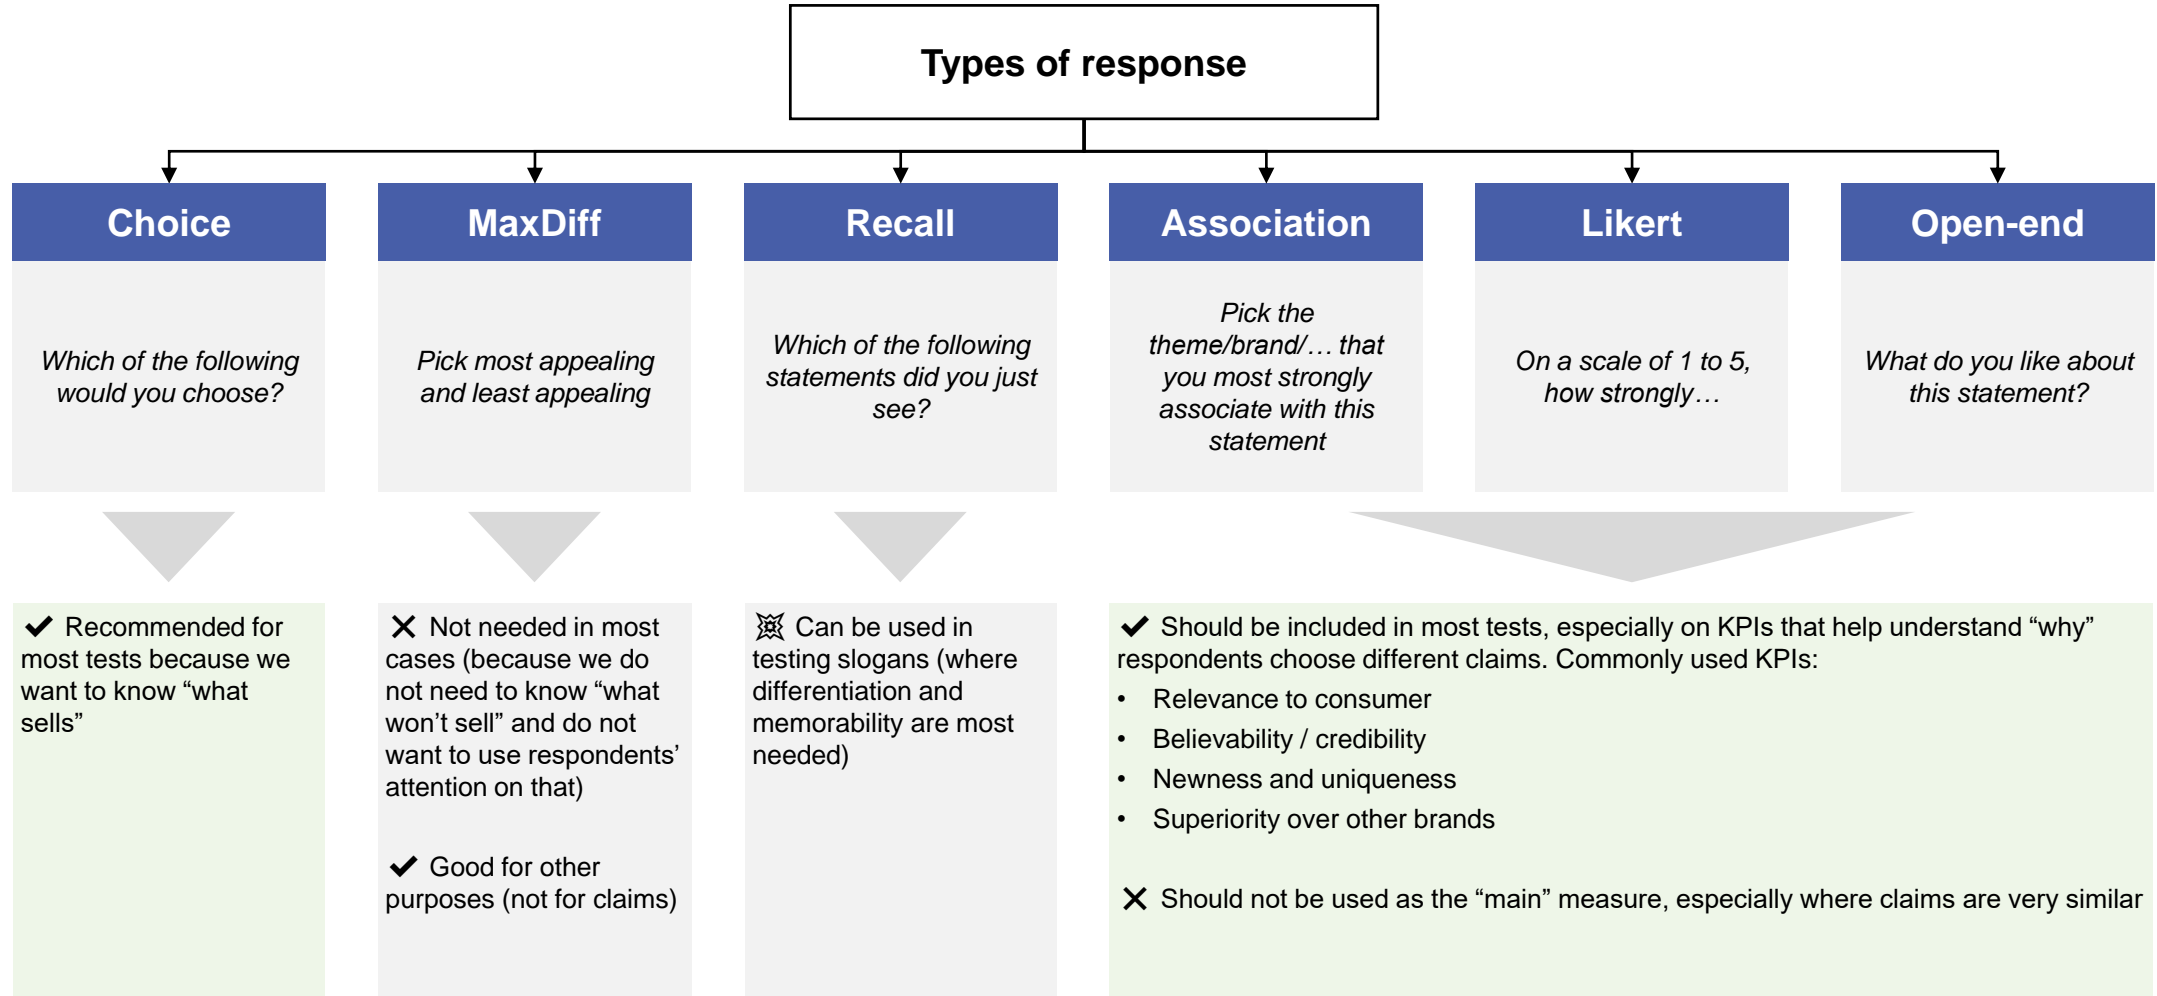 Types of response
Choice
Which of the following
would you choose?
✔ Recommended for
most tests because we
want to know “what
sells”
MaxDiff
Pick most appealing
and least appealing
✕ Not needed in most
cases (because we do
not need to know “what
won’t sell” and do not
want to use respondents’
attention on that)
✔ Good for other
purposes (not for claims)
Recall
Which of the following
statements did you just
see?
Can be used in
testing slogans (where
differentiation and
memorability are most
needed)
Association
Pick the
theme/brand/… that
you most strongly
associate with this
statement
Likert
On a scale of 1 to 5,
how strongly…
Open-end
What do you like about
this statement?
✔ Should be included in most tests, especially on KPIs that help understand “why”
respondents choose different claims. Commonly used KPIs:
• Relevance to consumer
• Believability / credibility
• Newness and uniqueness
• Superiority over other brands
✕ Should not be used as the “main” measure, especially where claims are very similar